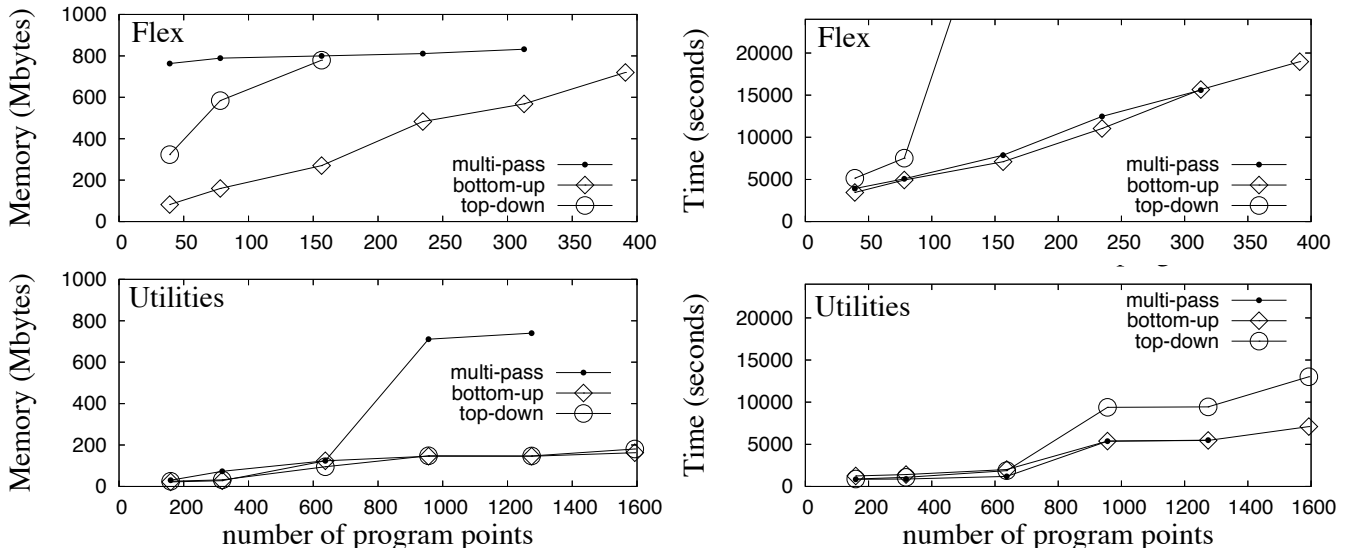 Memory (Mbytes)
1000
800
600
400
200
0
Flex
multi-pass
bottom-up
top-down
0 50 100 150 200 250 300 350 400
Time (seconds)
20000
15000
10000
5000
0
Flex
multi-pass
bottom-up
top-down
0 50 100 150 200 250 300 350 400
Memory (Mbytes)
1000
800
600
400
200
0
Utilities
multi-pass
bottom-up
top-down
200 400 600 800 1000 1200 1400 1600
number of program points
Time (seconds)
20000
15000
10000
5000
0
Utilities
multi-pass
bottom-up
top-down
0 200 400 600 800 1000 1200 1400 1600
number of program points